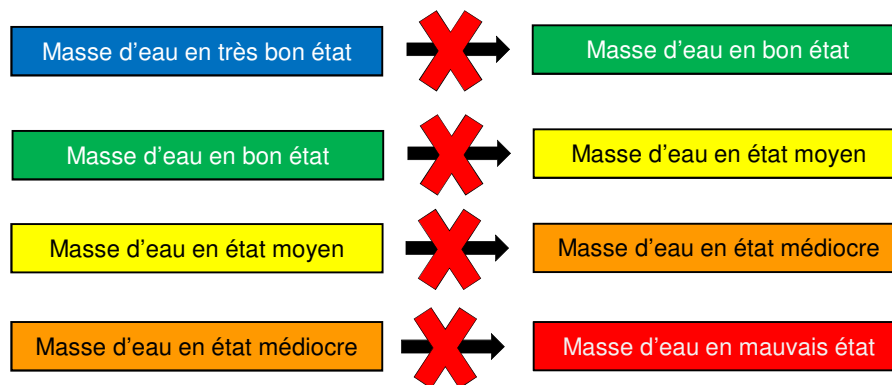 Masse d'eau en très bon état
Masse d'eau en bon état
Masse d'eau en bon état
Masse d'eau en état moyen
Masse d'eau en état moyen
Masse d'eau en état médiocre
Masse d'eau en état médiocre
Masse d'eau en mauvais état